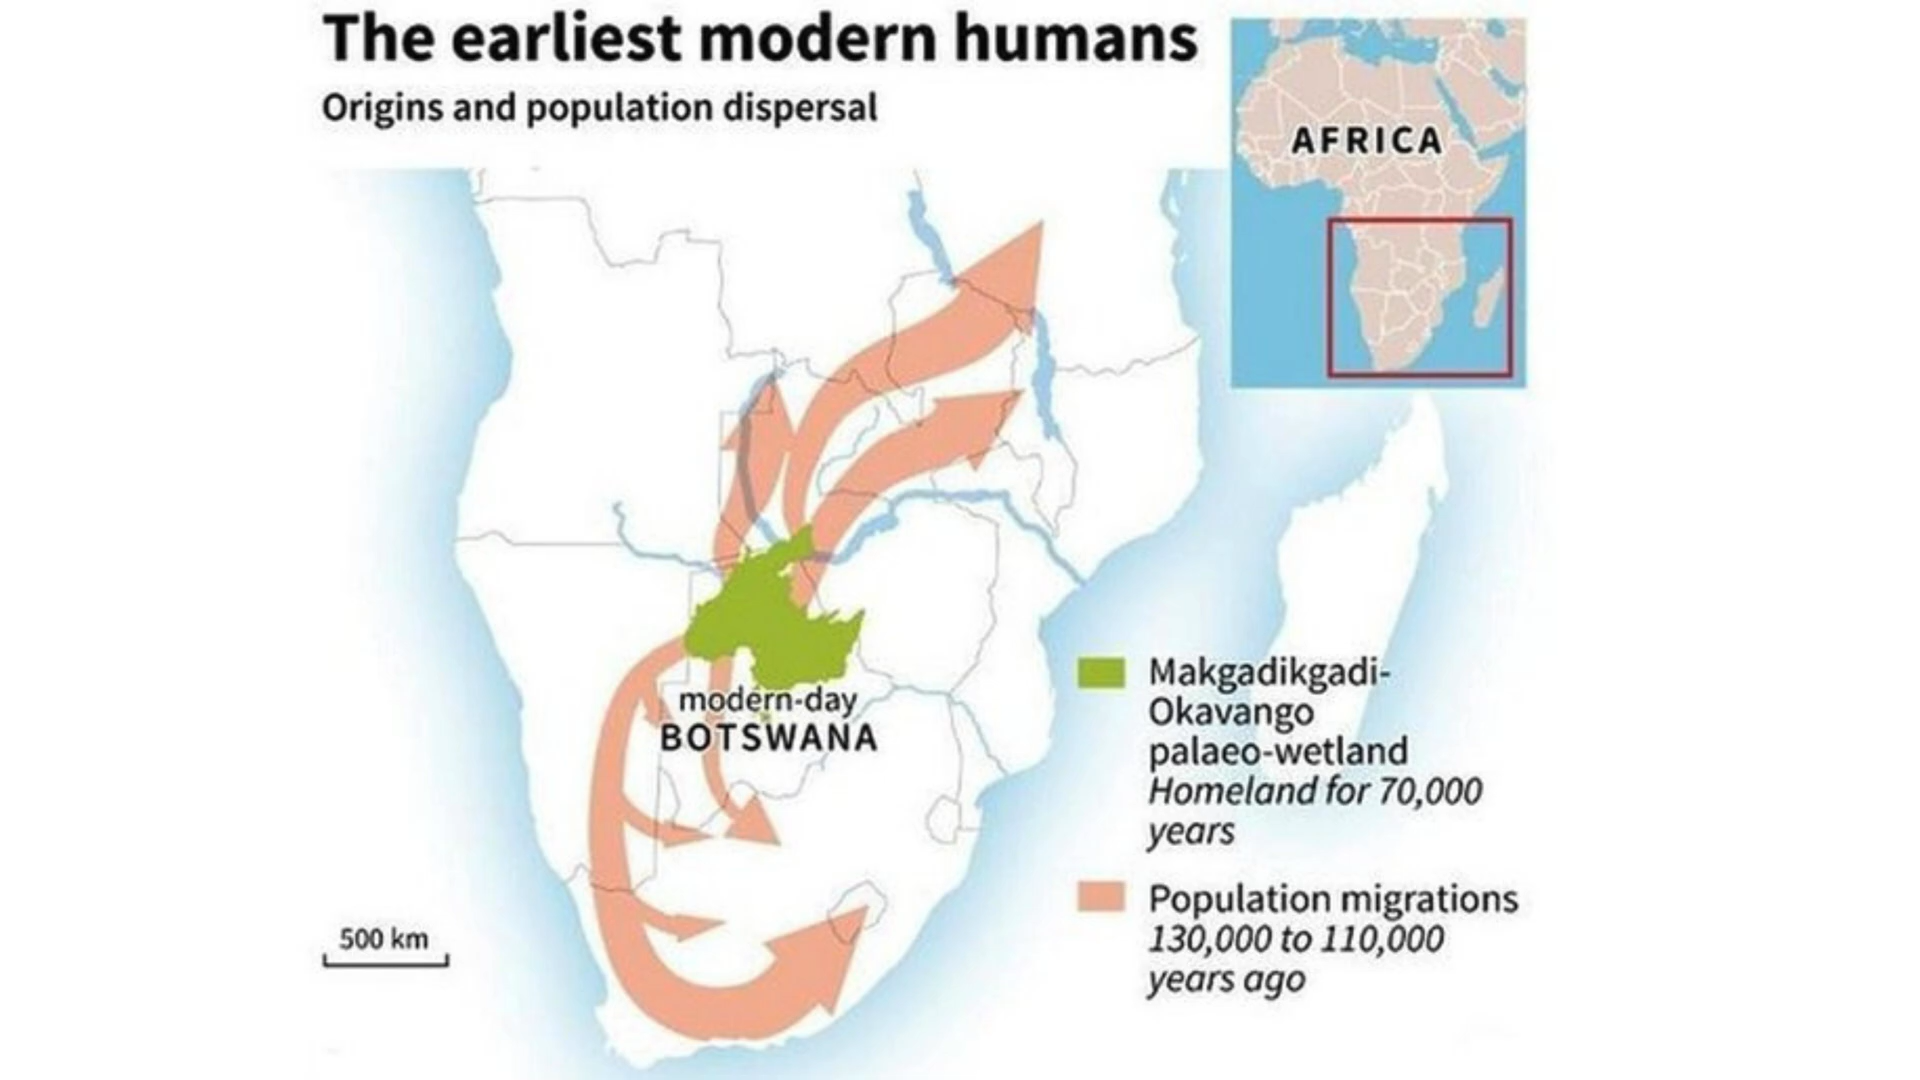 The earliest modern humans
Origins and population dispersal
AFRICA
modern-day
BOTSWANA
Makgadikgadi-
Okavango
palaeo-wetland
Homeland for 70,000
years
Population migrations
130,000 to 110,000
years ago
500 km